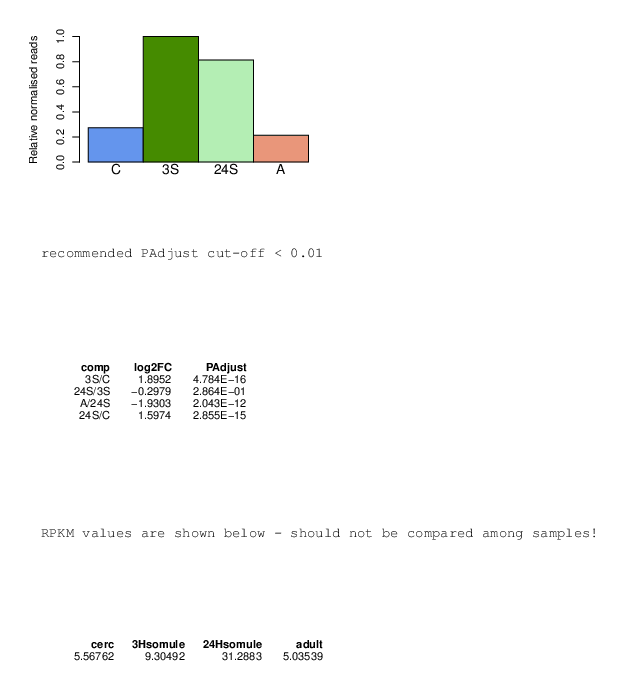 Relative normalised reads
1.0
0.8
0.6
0.4
0.2
0.0
C 3S 24S A
recommended PAdjust cut-off < 0.01
comp log2FC PAdjust
3S/C 1.8952 4.784E−16
24S/3S −0.2979 2.864E−01
A/24S −1.9303 2.043E−12
24S/C 1.5974 2.855E−15
RPKM values are shown below - should not be compared among samples!
cerc 3Hsomule 24Hsomule adult
5.56762 9.30492 31.2883 5.03539